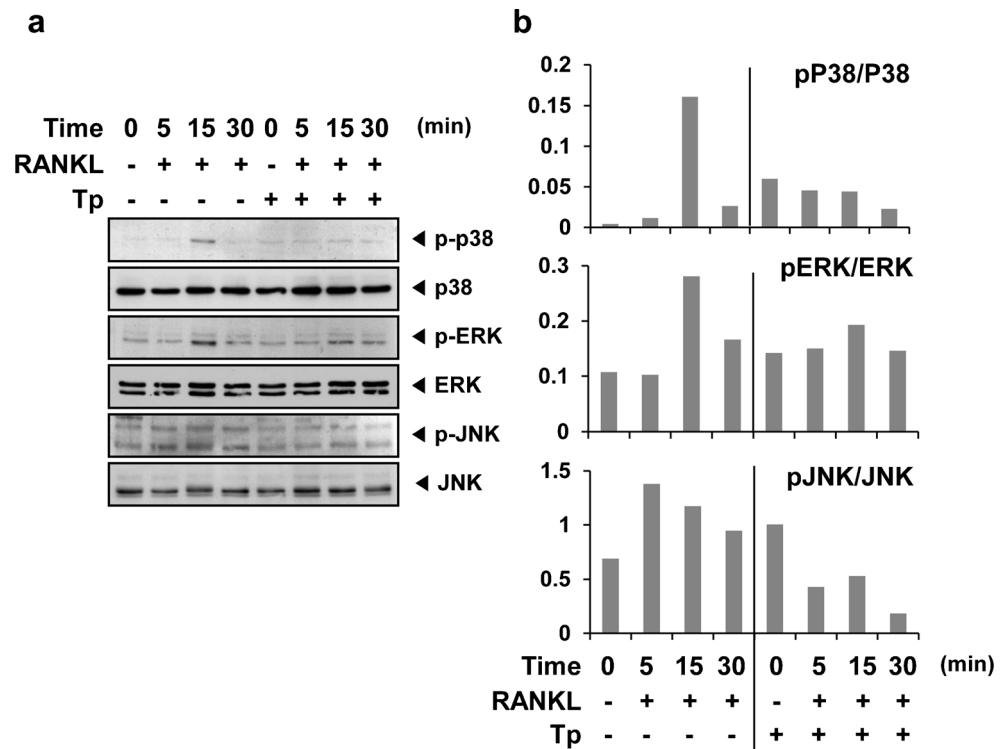 a
Time 0 5 15 30 0 5 15 30 (min)
RANKL - + + + - + + +
Tp - - - - + + + +
p-p38
p38
p-ERK
ERK
p-JNK
JNK
b
pP38/P38
0.2
0.15
0.1
0.05
0
pERK/ERK
0.3
0.2
0.1
0
pJNK/JNK
1.5
1
0.5
0
Time 0 5 15 30 0 5 15 30 (min)
RANKL - + + + - + + +
Tp - - - - + + + +